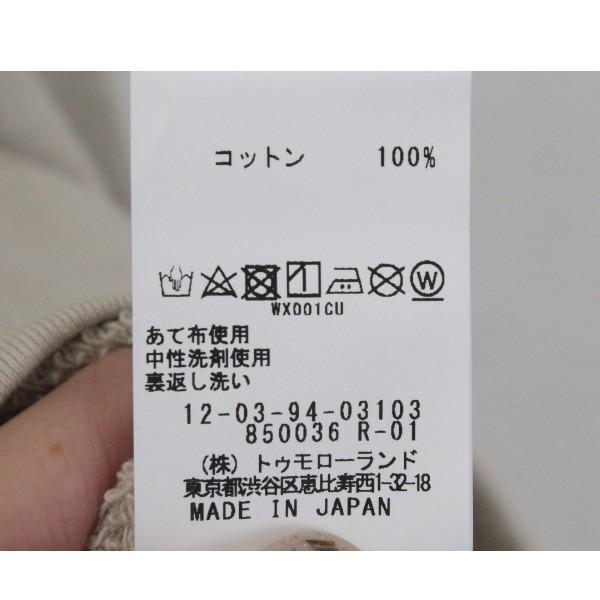 コットン 100%
W
WX001CU
あて布使用
中性洗剤使用
裏返し洗い
12-03-94-03103
850036 R-01
(株) トゥモローランド
東京都渋谷区恵比寿西1-32-18
MADE IN JAPAN